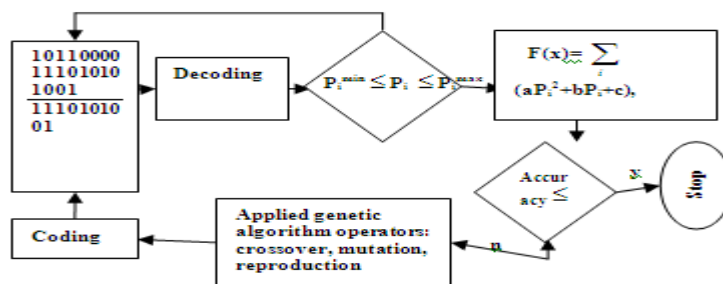 10110000
11101010
1001
11101010
01
Decoding
Pᵢᵐⁱⁿ ≤ Pᵢ ≤ Pᵢᵐᵃˣ
F(x)= ∑ᵢ
(aPᵢ²+bPᵢ+c),
Accur
acy ≤
y
Stop
n
Applied genetic
algorithm operators:
crossover, mutation,
reproduction
Coding